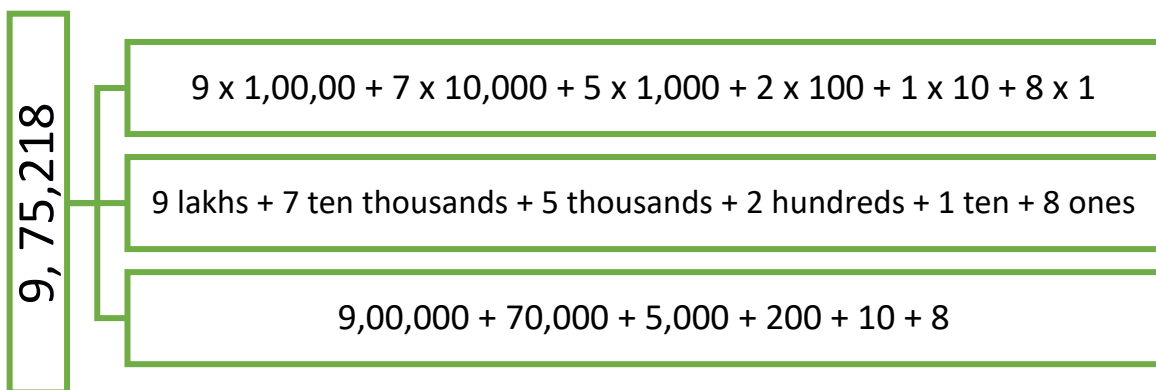 9, 75,218
9 x 1,00,00 + 7 x 10,000 + 5 x 1,000 + 2 x 100 + 1 x 10 + 8 x 1
9 lakhs + 7 ten thousands + 5 thousands + 2 hundreds + 1 ten + 8 ones
9,00,000 + 70,000 + 5,000 + 200 + 10 + 8